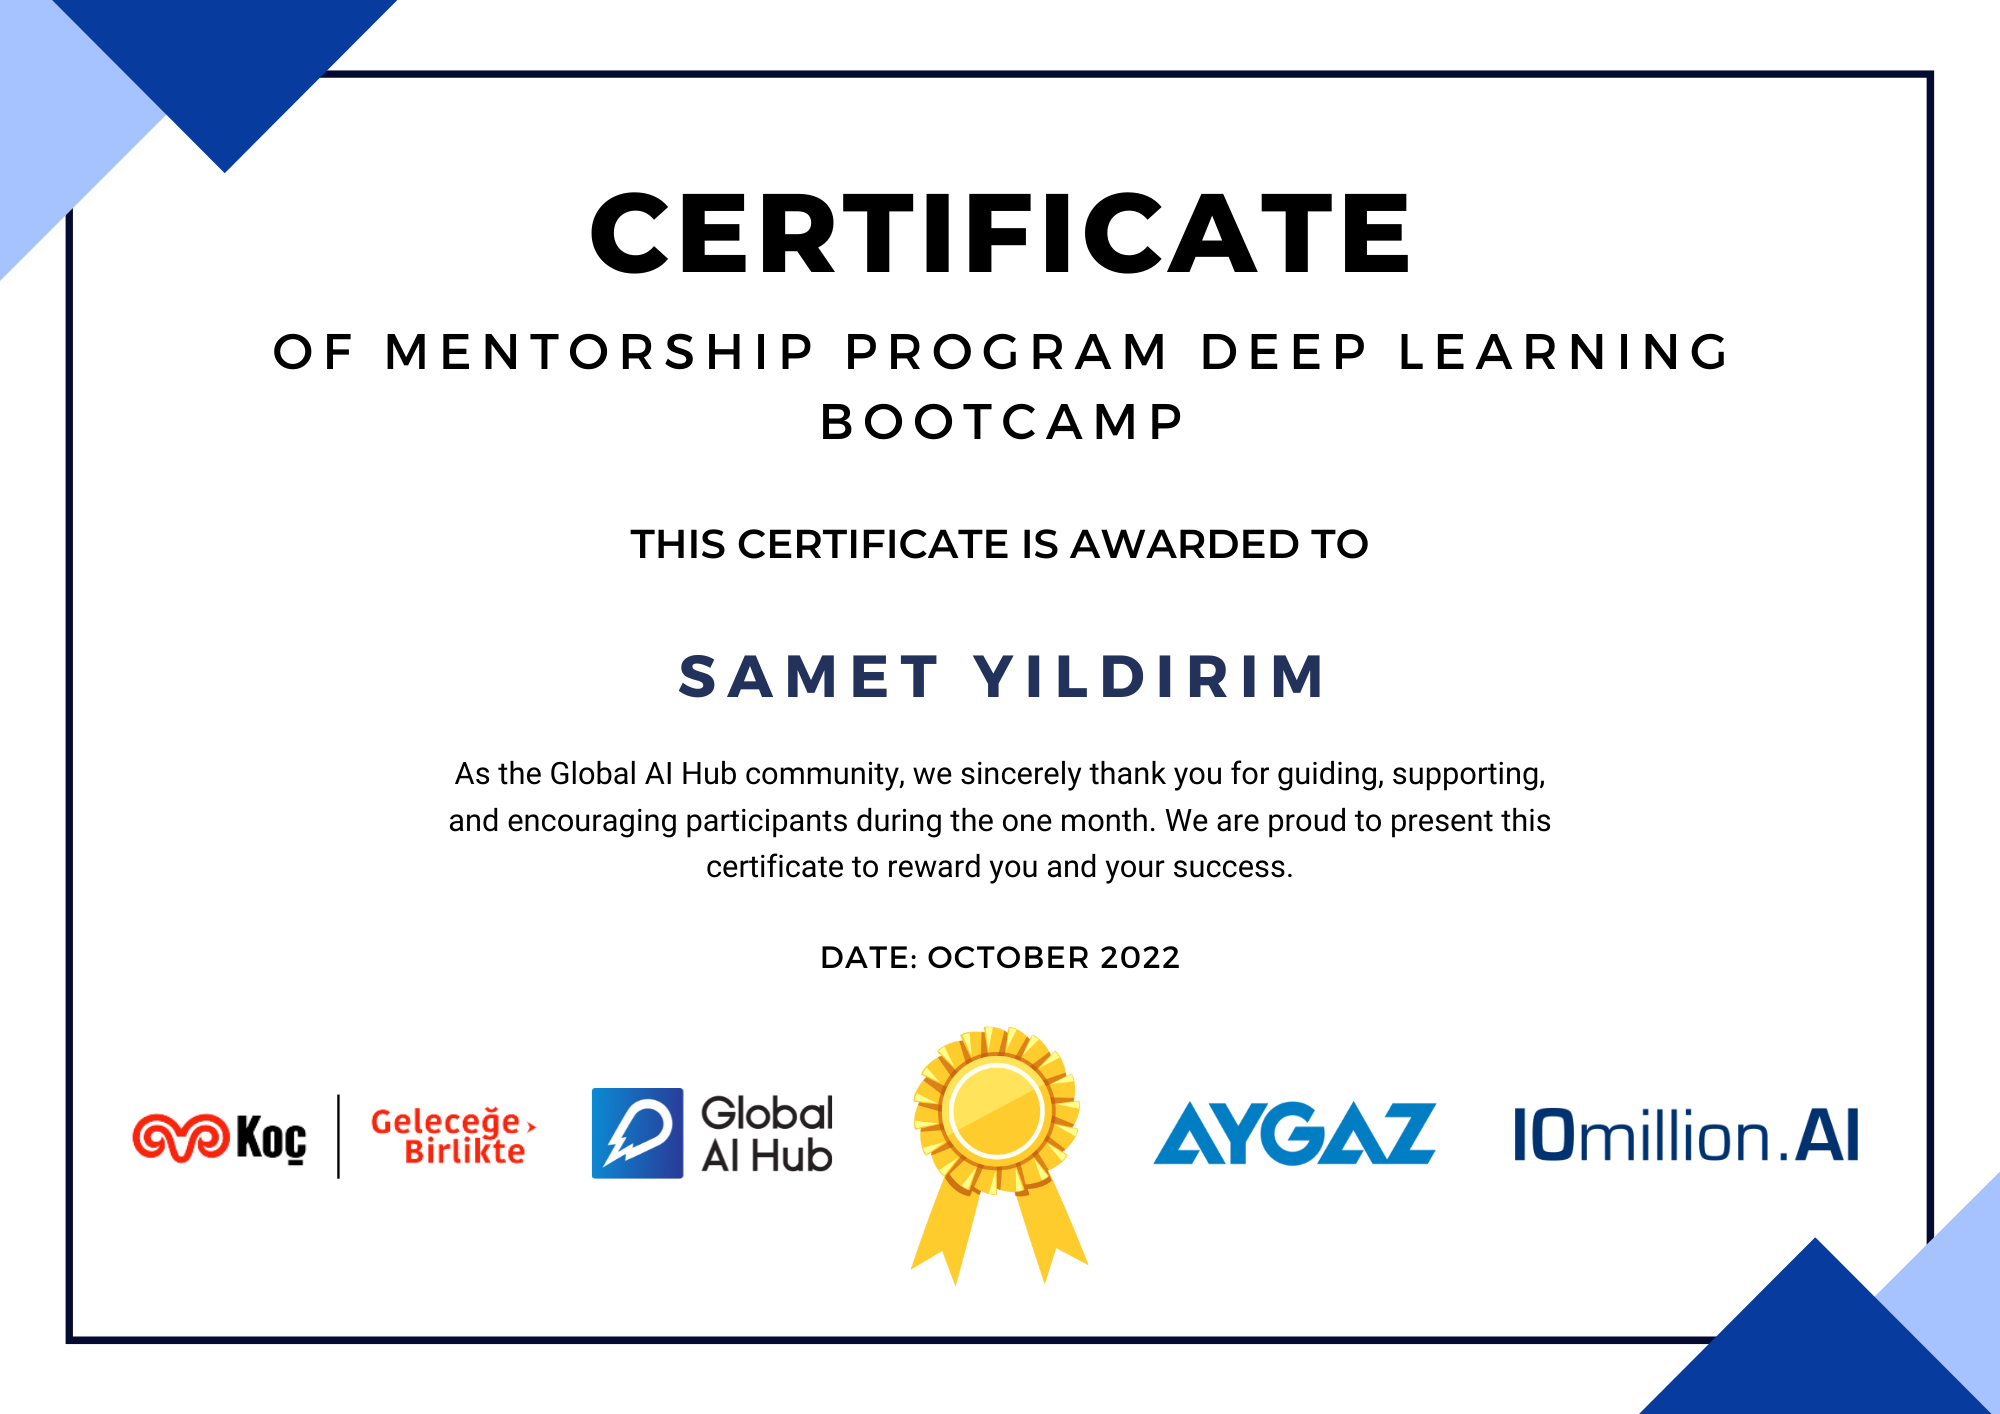 CERTIFICATE
OF MENTORSHIP PROGRAM DEEP LEARNING
BOOTCAMP
THIS CERTIFICATE IS AWARDED TO
SAMET YILDIRIM
As the Global AI Hub community, we sincerely thank you for guiding, supporting,
and encouraging participants during the one month. We are proud to present this
certificate to reward you and your success.
DATE: OCTOBER 2022
Koç
Geleceğe
Birlikte
Global
AI Hub
AYGAZ
10million.AI